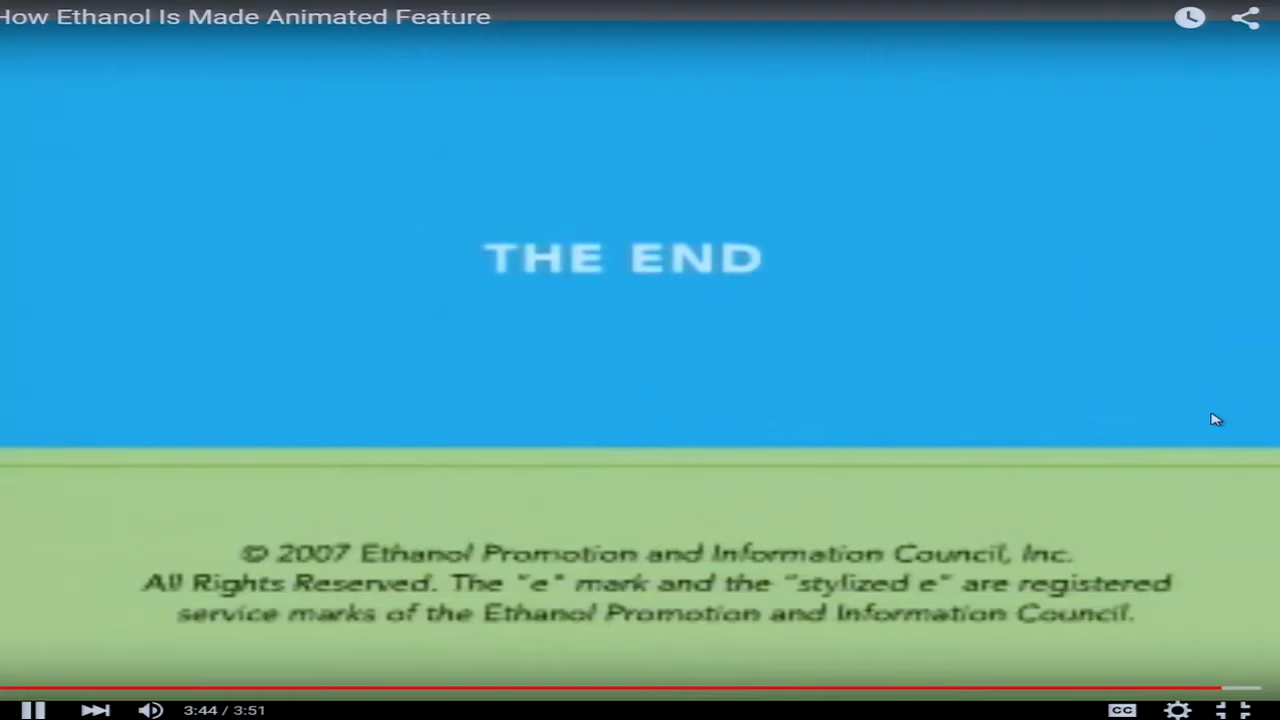 How Ethanol Is Made Animated Feature
THE END
© 2007 Ethanol Promotion and Information Council, Inc.
All Rights Reserved. The "e" mark and the "stylized e" are registered
service marks of the Ethanol Promotion and Information Council.
3:44 / 3:51
CC